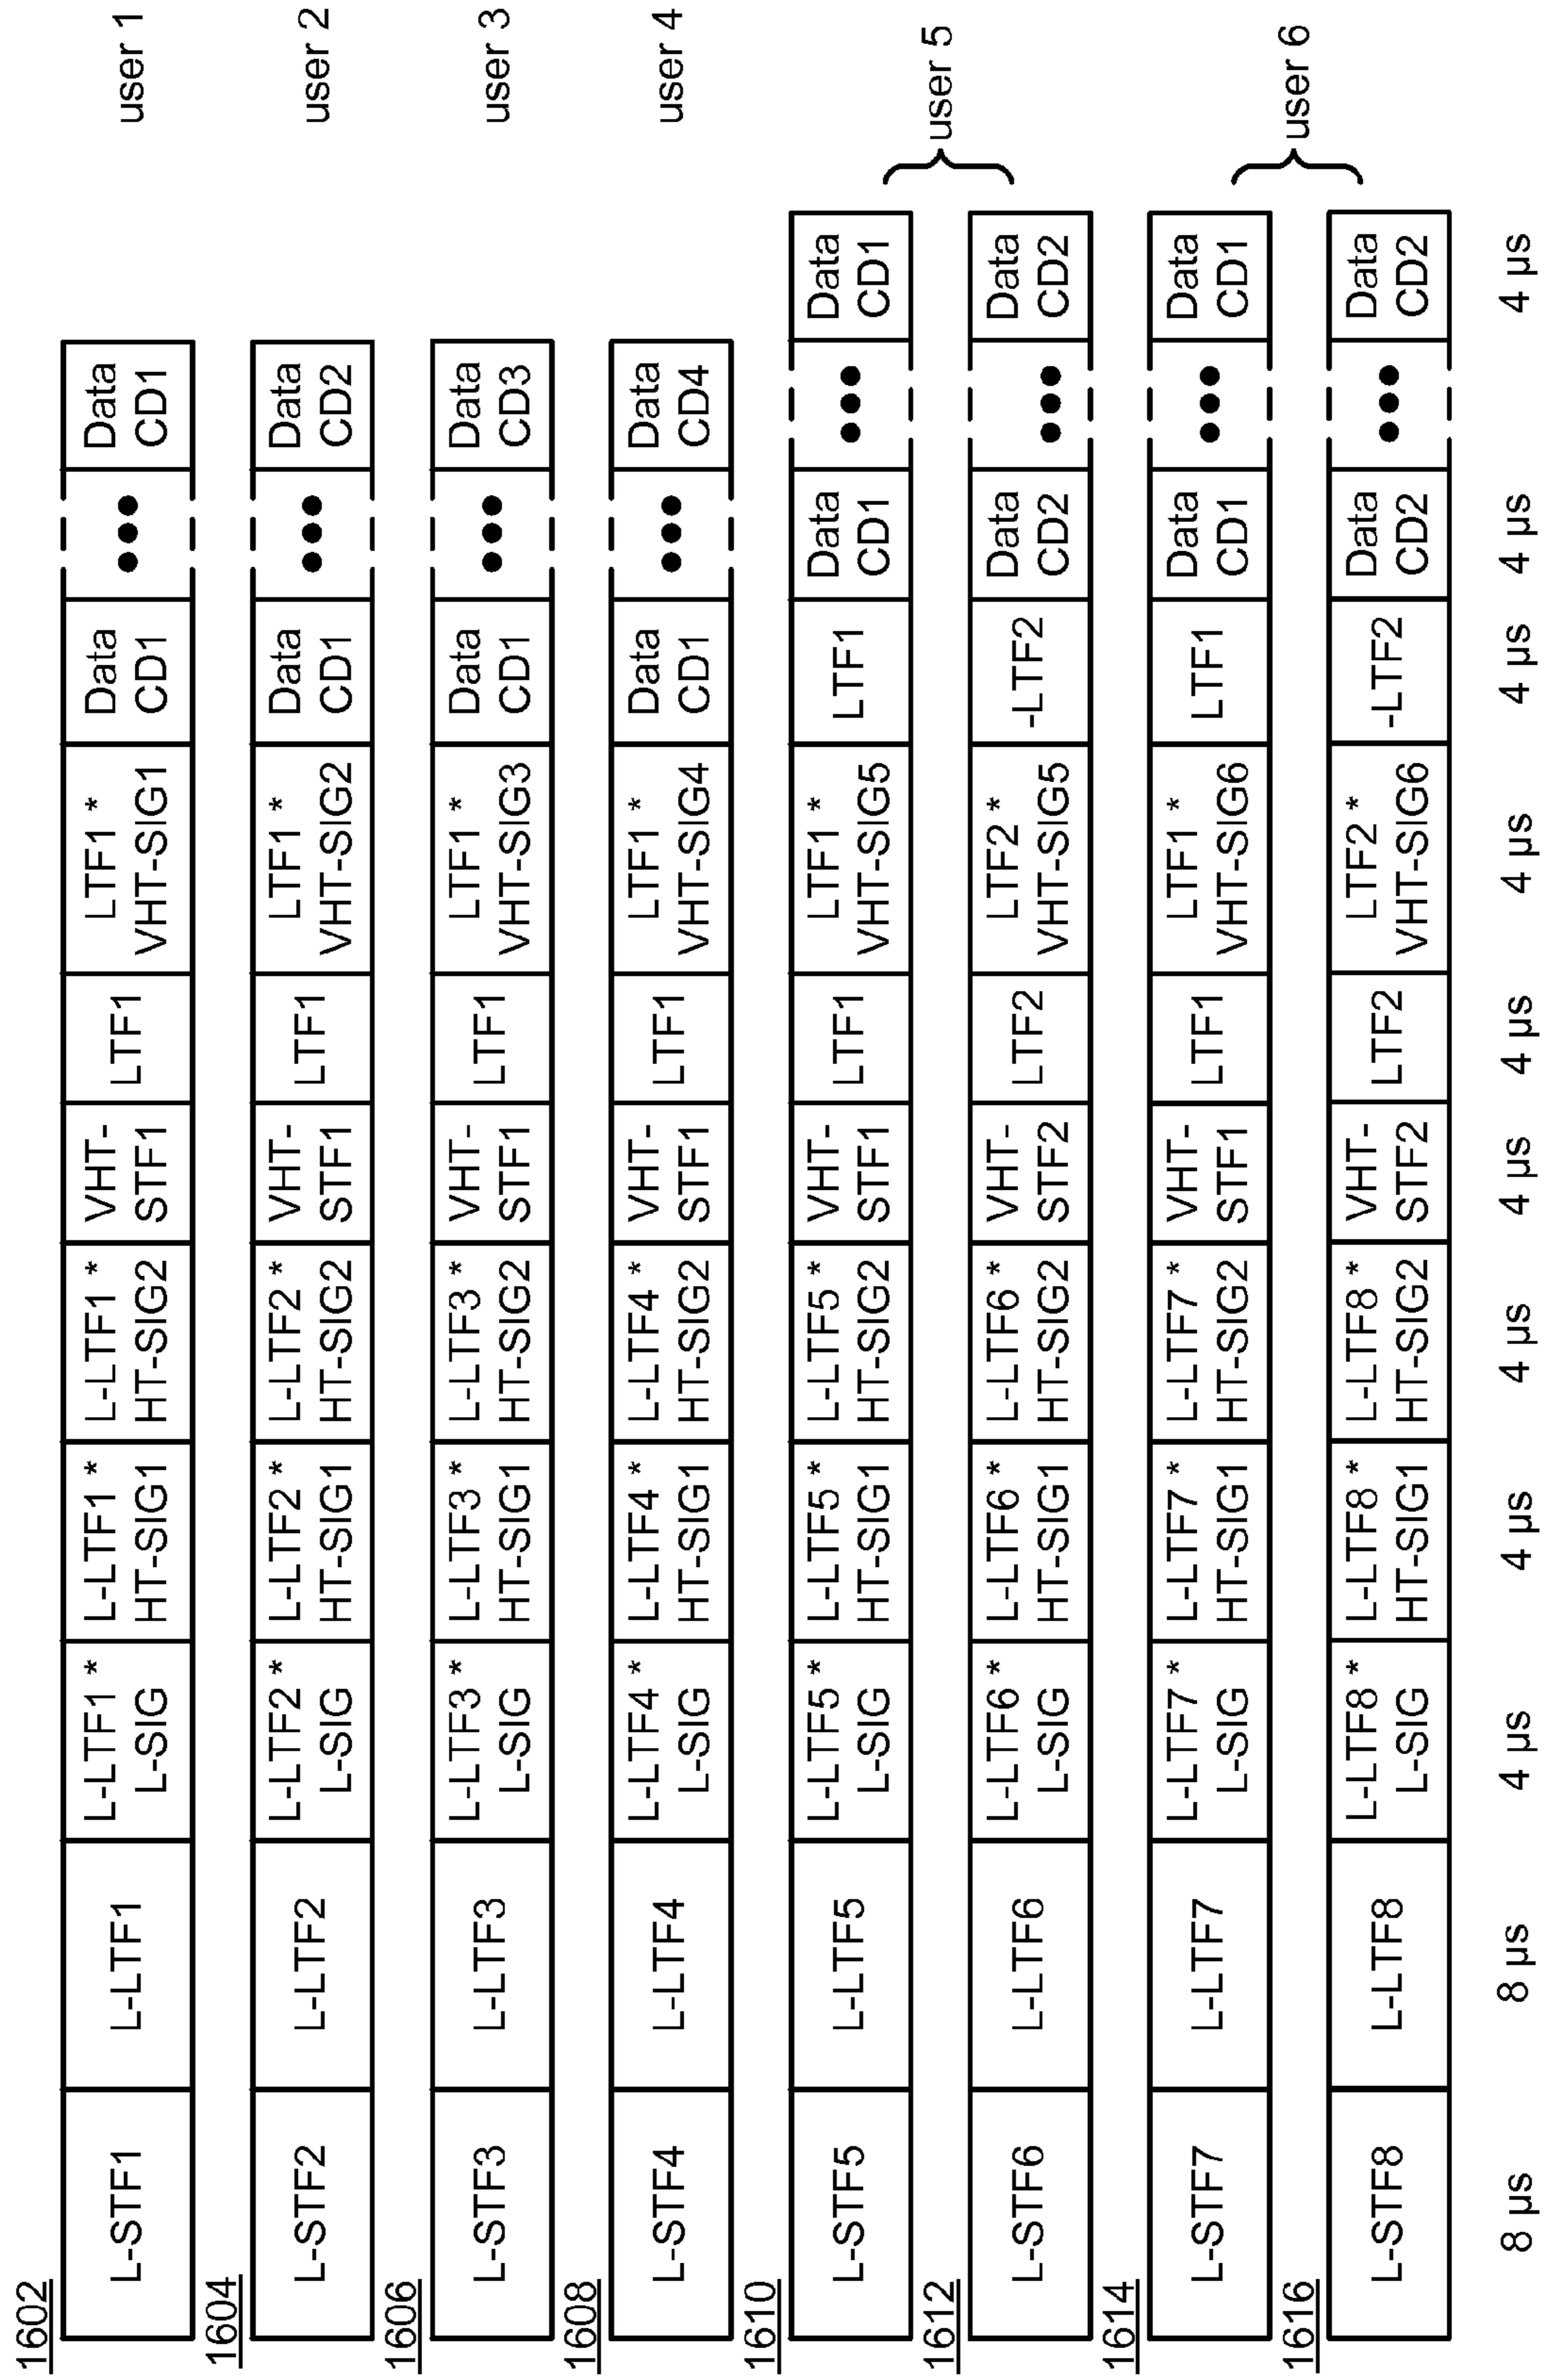 1602
L-STF1
L-LTF1
L-LTF1 *
L-SIG
L-LTF1 *
HT-SIG1
L-LTF1 *
HT-SIG2
VHT-
STF1
LTF1
LTF1 *
VHT-SIG1
Data
CD1
Data
CD1
user 1
1604
L-STF2
L-LTF2
L-LTF2 *
L-SIG
L-LTF2 *
HT-SIG1
L-LTF2 *
HT-SIG2
VHT-
STF1
LTF1
LTF1 *
VHT-SIG2
Data
CD1
Data
CD2
user 2
1606
L-STF3
L-LTF3
L-LTF3 *
L-SIG
L-LTF3 *
HT-SIG1
L-LTF3 *
HT-SIG2
VHT-
STF1
LTF1
LTF1 *
VHT-SIG3
Data
CD1
Data
CD3
user 3
1608
L-STF4
L-LTF4
L-LTF4 *
L-SIG
L-LTF4 *
HT-SIG1
L-LTF4 *
HT-SIG2
VHT-
STF1
LTF1
LTF1 *
VHT-SIG4
Data
CD1
Data
CD4
user 4
1610
L-STF5
L-LTF5
L-LTF5 *
L-SIG
L-LTF5 *
HT-SIG1
L-LTF5 *
HT-SIG2
VHT-
STF1
LTF1
LTF1 *
VHT-SIG5
LTF1
Data
CD1
Data
CD1
user 5
1612
L-STF6
L-LTF6
L-LTF6 *
L-SIG
L-LTF6 *
HT-SIG1
L-LTF6 *
HT-SIG2
VHT-
STF2
LTF2
LTF2 *
VHT-SIG5
-LTF2
Data
CD2
Data
CD2
1614
L-STF7
L-LTF7
L-LTF7 *
L-SIG
L-LTF7 *
HT-SIG1
L-LTF7 *
HT-SIG2
VHT-
STF1
LTF1
LTF1 *
VHT-SIG6
LTF1
Data
CD1
Data
CD1
user 6
1616
L-STF8
L-LTF8
L-LTF8 *
L-SIG
L-LTF8 *
HT-SIG1
L-LTF8 *
HT-SIG2
VHT-
STF2
LTF2
LTF2 *
VHT-SIG6
-LTF2
Data
CD2
Data
CD2
8 µs
8 µs
4 µs
4 µs
4 µs
4 µs
4 µs
4 µs
4 µs
4 µs
4 µs